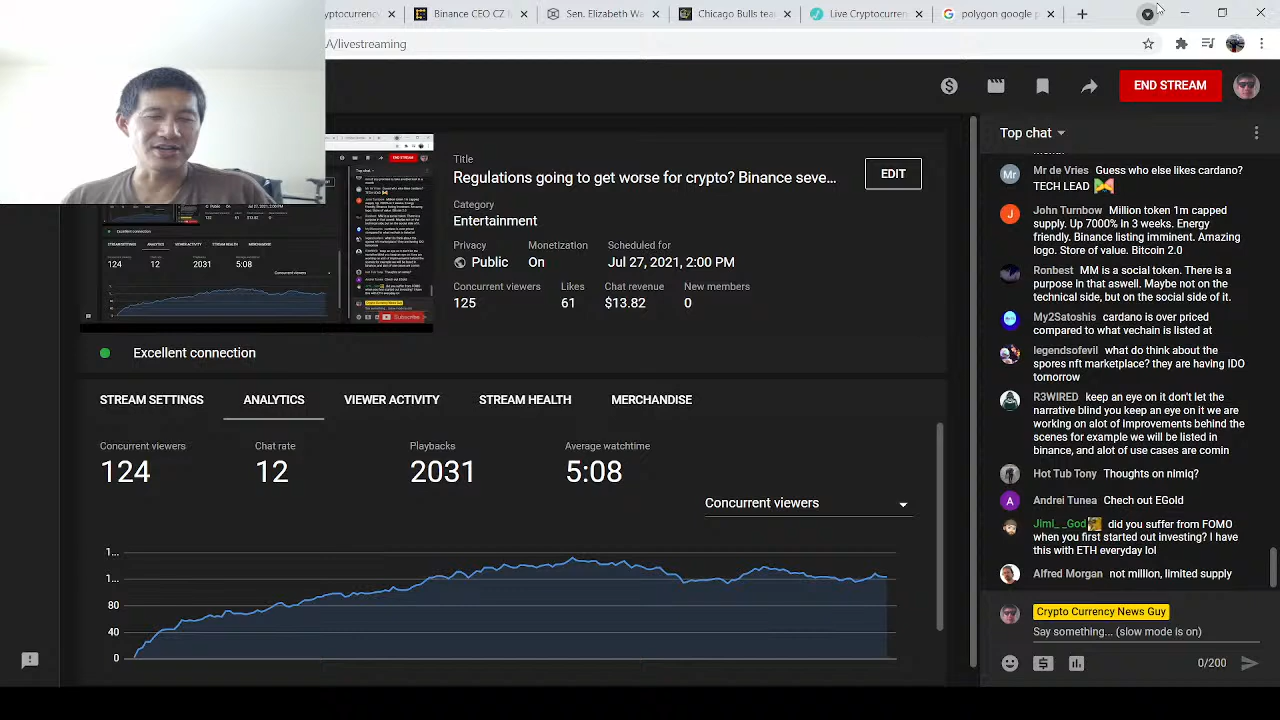 yptocurrency
Binance CEO CZ
Sen. Elizabeth Wa
Chicago Bulls tea
Live Cryptocurrenc
polygon google p
A/livestreaming
END STREAM
Title
Regulations going to get worse for crypto? Binance seve...
EDIT
Category
Entertainment
Privacy
Monetization
Scheduled for
Public
On
Jul 27, 2021, 2:00 PM
Concurrent viewers
Likes
Chat revenue
New members
125
61
$13.82
0
Excellent connection
STREAM SETTINGS
ANALYTICS
VIEWER ACTIVITY
STREAM HEALTH
MERCHANDISE
Concurrent viewers
Chat rate
Playbacks
Average watchtime
124
12
2031
5:08
Concurrent viewers
1...
1...
80
40
0
Top chat
Mr de Vries Guess who else likes cardano?
TECH LEAD
Million token 1m capped
supply. 100% in 3 weeks. Energy
friendly. Binance listing imminent. Amazing
logo. Store of value. Bitcoin 2.0
is a social token. There is a
purpose in that as well. Maybe not on the
technical side, but on the social side of it.
My2Sats cardano is over priced
compared to what vechain is listed at
legendsofevil what do think about the
spores nft marketplace? they are having IDO
tomorrow
R3WIRED keep an eye on it don't let the
narrative blind you keep an eye on it we are
working on alot of improvements behind the
scenes for example we will be listed in
binance, and alot of use cases are comin
Hot Tub Tony Thoughts on nimiq?
Andrei Tunea Chech out EGold
JimI__God did you suffer from FOMO
when you first started out investing? I have
this with ETH everyday lol
Alfred Morgan not million, limited supply
Crypto Currency News Guy
Say something... (slow mode is on)
0/200